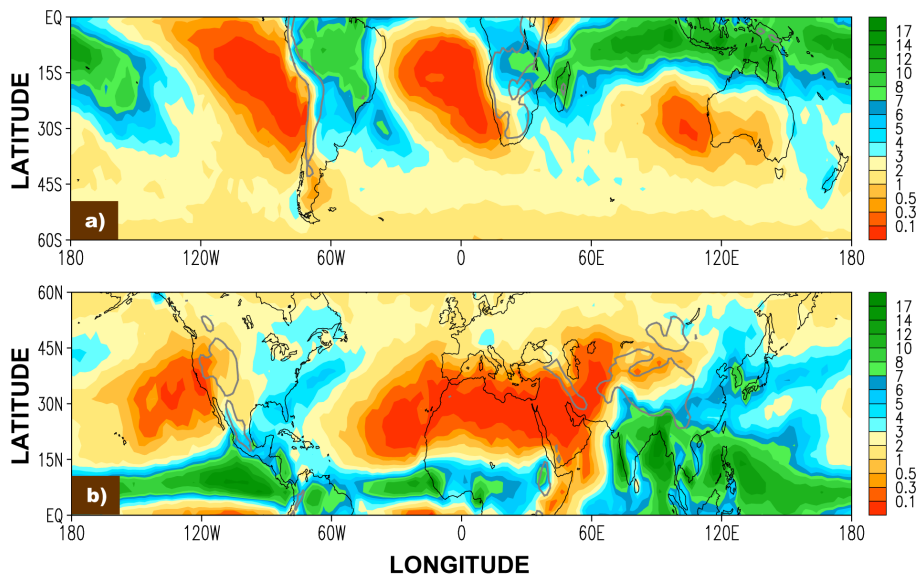 EQ
15S
30S
45S
60S
LATITUDE
a)
180 120W 60W 0 60E 120E 180
17
14
12
10
8
7
6
5
4
3
2
1
0.5
0.3
0.1
60N
45N
30N
15N
EQ
LATITUDE
b)
180 120W 60W 0 60E 120E 180
LONGITUDE
17
14
12
10
8
7
6
5
4
3
2
1
0.5
0.3
0.1